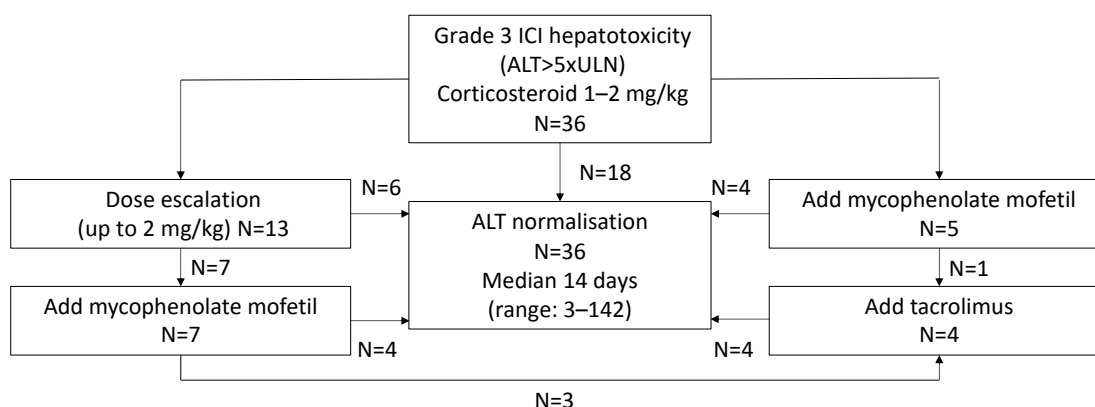 Grade 3 ICI hepatotoxicity
(ALT>5xULN)
Corticosteroid 1–2 mg/kg
N=36
N=18
Dose escalation
(up to 2 mg/kg) N=13
N=6
N=7
Add mycophenolate mofetil
N=7
N=4
ALT normalisation
N=36
Median 14 days
(range: 3–142)
N=4
Add mycophenolate mofetil
N=5
N=1
Add tacrolimus
N=4
N=4
N=3